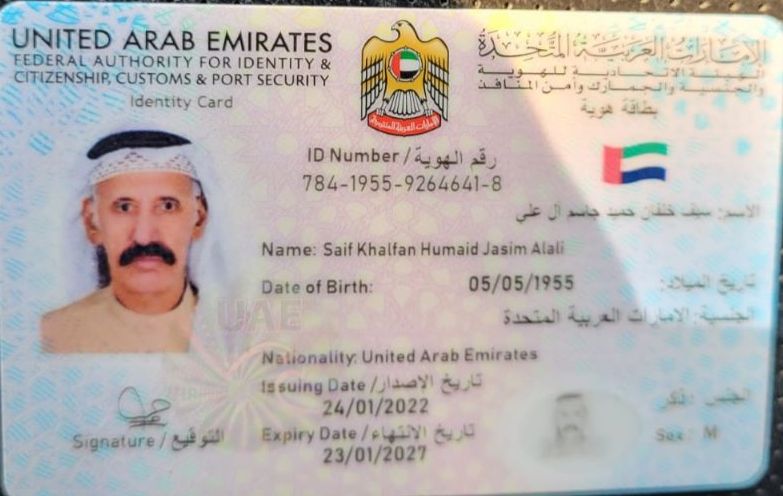 UNITED ARAB EMIRATES
FEDERAL AUTHORITY FOR IDENTITY &
CITIZENSHIP, CUSTOMS & PORT SECURITY
Identity Card
الإمارات العربية المتحدة
الهيئة الاتحادية للهوية
والجنسية والجمارك وأمن المنافذ
بطاقة هوية
الإمارات العربية المتحدة
ID Number / رقم الهوية
784-1955-9264641-8
الاسم: سيف خلفان حميد جاسم ال علي
Name: Saif Khalfan Humaid Jasim Alali
Date of Birth: 05/05/1955 تاريخ الميلاد:
الجنسية: الامارات العربية المتحدة
UAE
Nationality: United Arab Emirates
Issuing Date / تاريخ الاصدار
24/01/2022
الجنس: ذكر
Expiry Date / تاريخ الانتهاء
23/01/2027
Sex: M
Signature / التوقيع